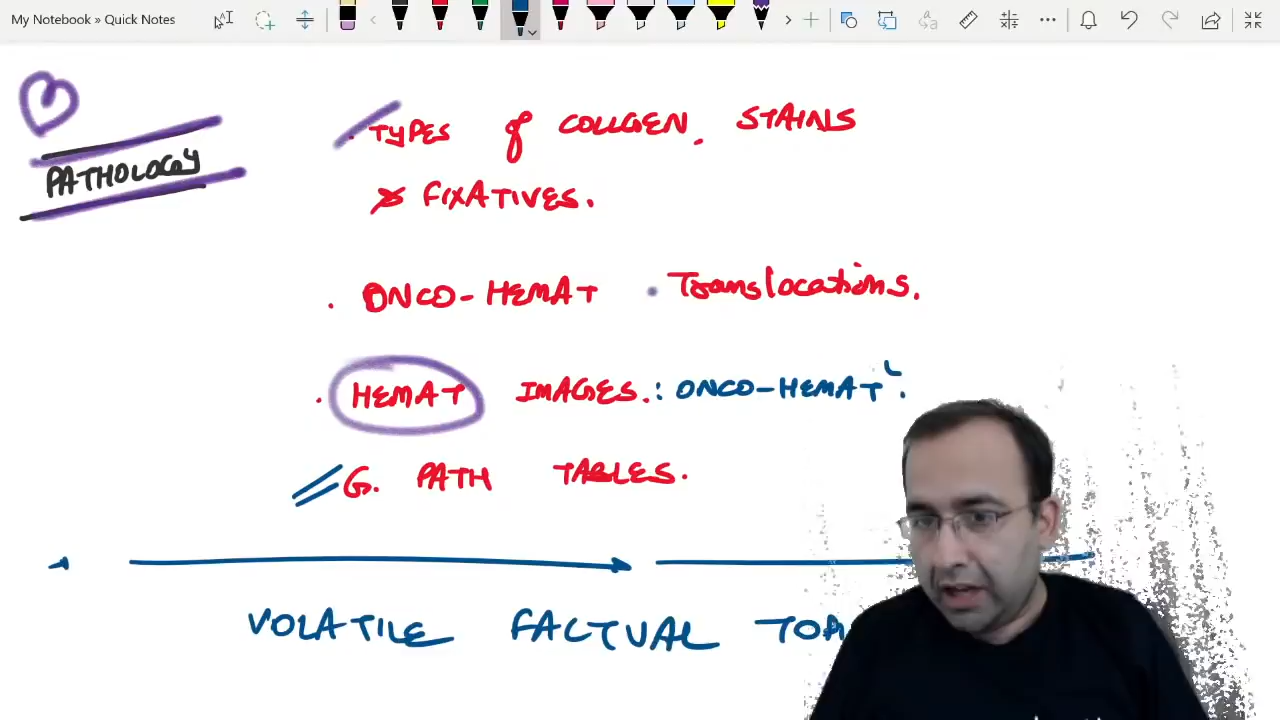 My Notebook » Quick Notes
PATHOLOGY
TYPES of COLLGEN. STAINS
& FIXATIVES.
. ONCO-HEMAT . Translocations.
. HEMAT IMAGES. : ONCO-HEMAT.
G. PATH TABLES.
VOLATILE FACTUAL